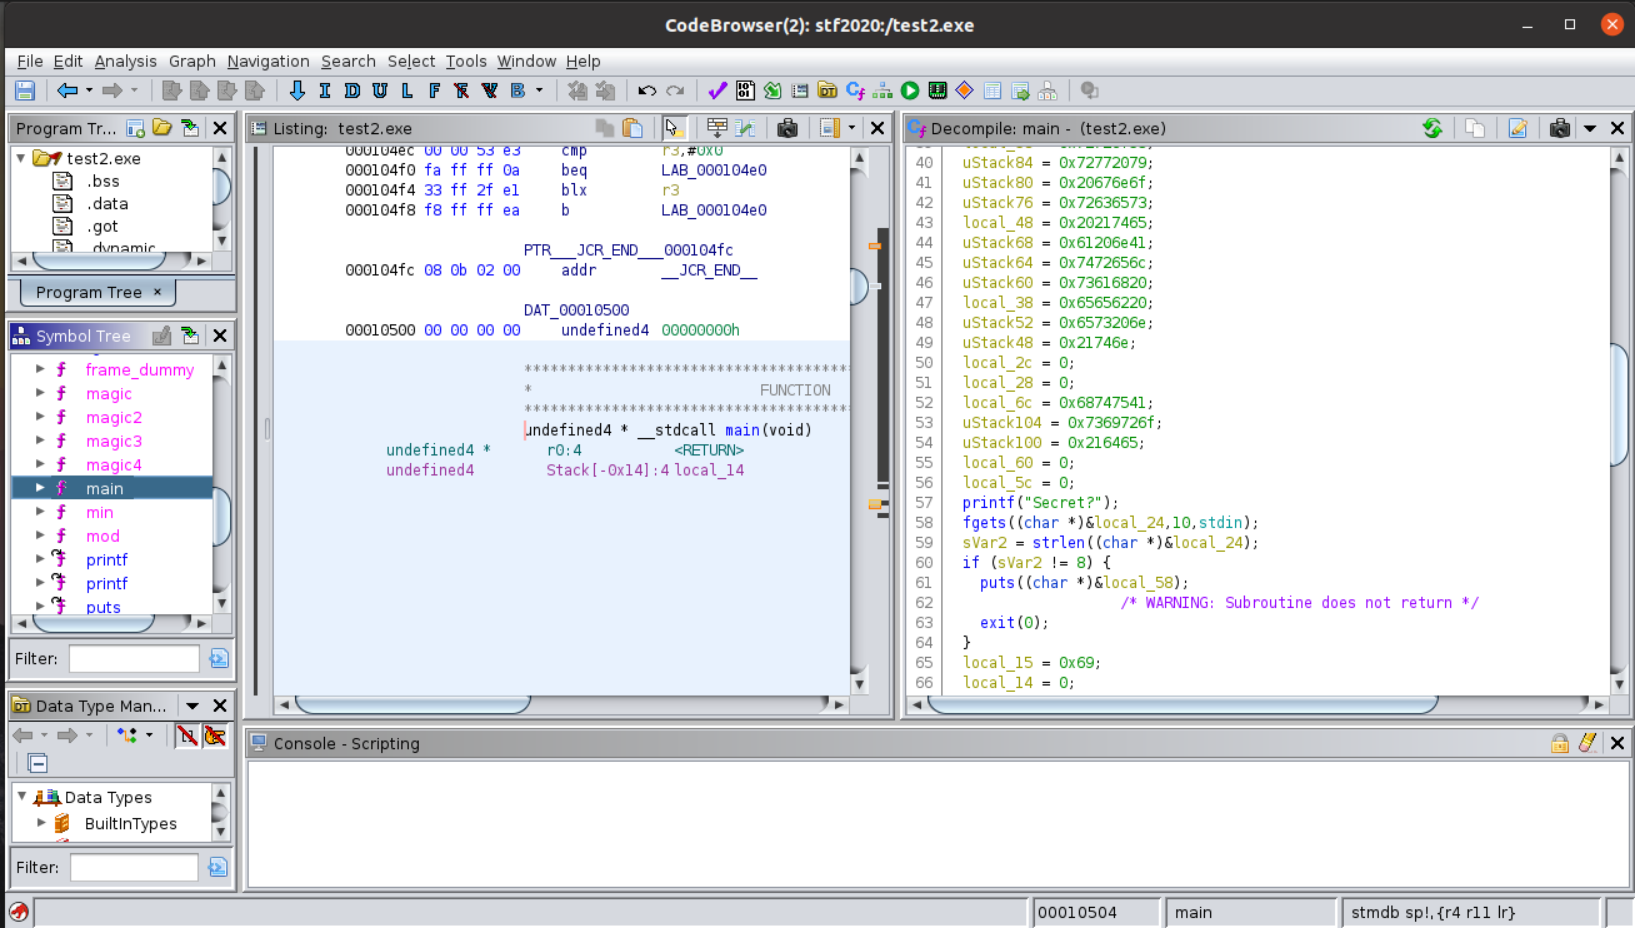 CodeBrowser(2): stf2020:/test2.exe
File Edit Analysis Graph Navigation Search Select Tools Window Help
I D U L F B
Program Tr...
test2.exe
.bss
.data
.got
.dynamic
Program Tree ×
Symbol Tree
frame_dummy
magic
magic2
magic3
magic4
main
min
mod
printf
printf
puts
Filter:
Data Type Man...
Data Types
BuiltInTypes
Filter:
Listing: test2.exe
000104ec 00 00 53 e3 cmp r3,#0x0
000104f0 fa ff ff 0a beq LAB_000104e0
000104f4 33 ff 2f e1 blx r3
000104f8 f8 ff ff ea b LAB_000104e0
PTR___JCR_END___000104fc
000104fc 08 0b 02 00 addr __JCR_END__
DAT_00010500
00010500 00 00 00 00 undefined4 00000000h
*************************************
* FUNCTION
*************************************
undefined4 * __stdcall main(void)
undefined4 * r0:4 <RETURN>
undefined4 Stack[-0x14]:4 local_14
Decompile: main - (test2.exe)
40 uStack84 = 0x72772079;
41 uStack80 = 0x20676e6f;
42 uStack76 = 0x72636573;
43 local_48 = 0x20217465;
44 uStack68 = 0x61206e41;
45 uStack64 = 0x7472656c;
46 uStack60 = 0x73616820;
47 local_38 = 0x65656220;
48 uStack52 = 0x6573206e;
49 uStack48 = 0x21746e;
50 local_2c = 0;
51 local_28 = 0;
52 local_6c = 0x68747541;
53 uStack104 = 0x7369726f;
54 uStack100 = 0x216465;
55 local_60 = 0;
56 local_5c = 0;
57 printf("Secret?");
58 fgets((char *)&local_24,10,stdin);
59 sVar2 = strlen((char *)&local_24);
60 if (sVar2 != 8) {
61 puts((char *)&local_58);
62 /* WARNING: Subroutine does not return */
63 exit(0);
64 }
65 local_15 = 0x69;
66 local_14 = 0;
Console - Scripting
00010504
main
stmdb sp!,{r4 r11 lr}